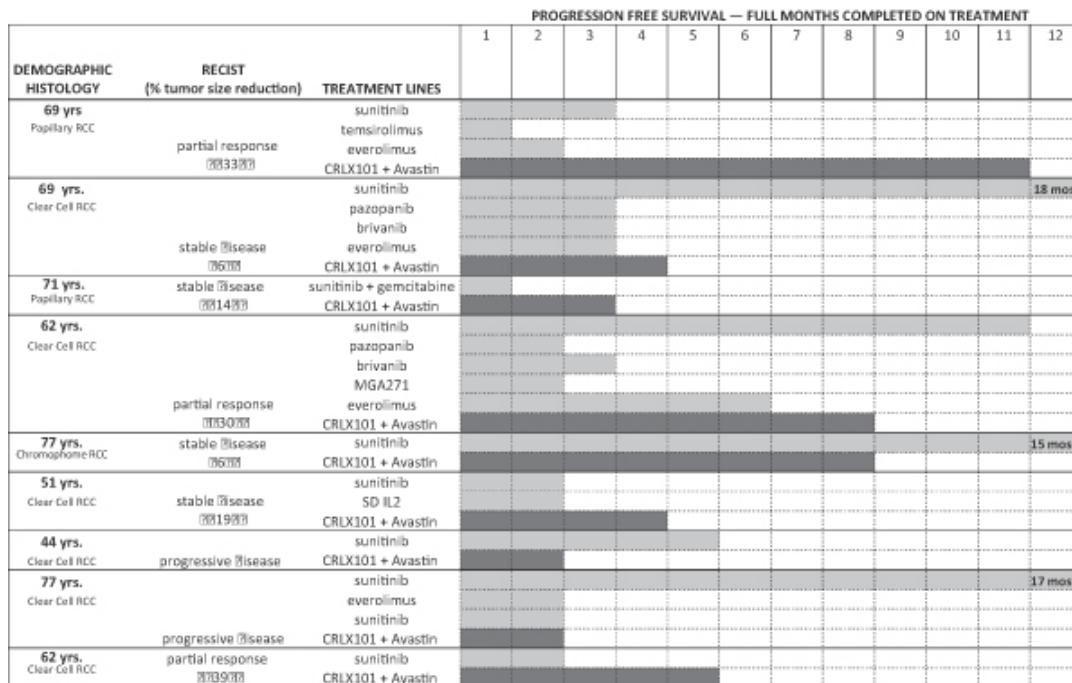 PROGRESSION FREE SURVIVAL — FULL MONTHS COMPLETED ON TREATMENT
1 2 3 4 5 6 7 8 9 10 11 12
DEMOGRAPHIC RECIST
HISTOLOGY (% tumor size reduction) TREATMENT LINES
69 yrs sunitinib
Papillary RCC temsirolimus
partial response everolimus
33 CRLX101 + Avastin
69 yrs. sunitinib 18 mos
Clear Cell RCC pazopanib
brivanib
stable isease everolimus
6 CRLX101 + Avastin
71 yrs. stable isease sunitinib + gemcitabine
Papillary RCC 14 CRLX101 + Avastin
62 yrs. sunitinib
Clear Cell RCC pazopanib
brivanib
MGA271
partial response everolimus
30 CRLX101 + Avastin
77 yrs. stable isease sunitinib 15 mos
Chromophome RCC 6 CRLX101 + Avastin
51 yrs. sunitinib
Clear Cell RCC stable isease SD IL2
19 CRLX101 + Avastin
44 yrs. sunitinib
Clear Cell RCC progressive isease CRLX101 + Avastin
77 yrs. sunitinib 17 mos
Clear Cell RCC everolimus
sunitinib
progressive isease CRLX101 + Avastin
62 yrs. partial response sunitinib
Clear Cell RCC 39 CRLX101 + Avastin